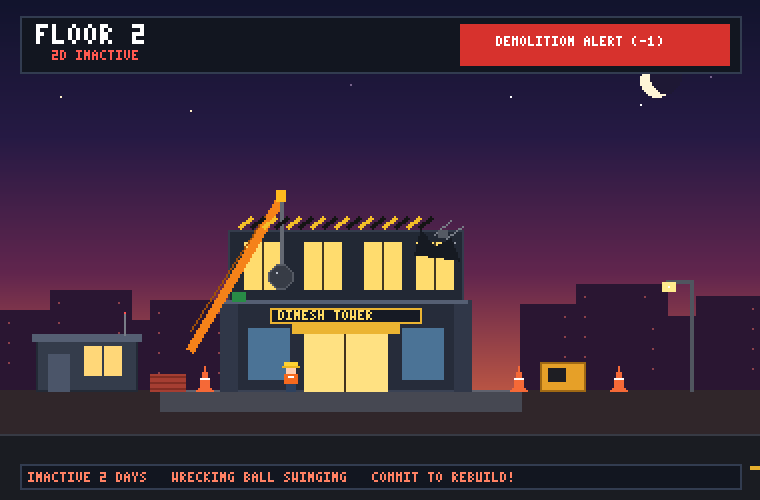 FLOOR 2
2D INACTIVE
DEMOLITION ALERT (-1)
DINESH TOWER
INACTIVE 2 DAYS   WRECKING BALL SWINGING   COMMIT TO REBUILD!